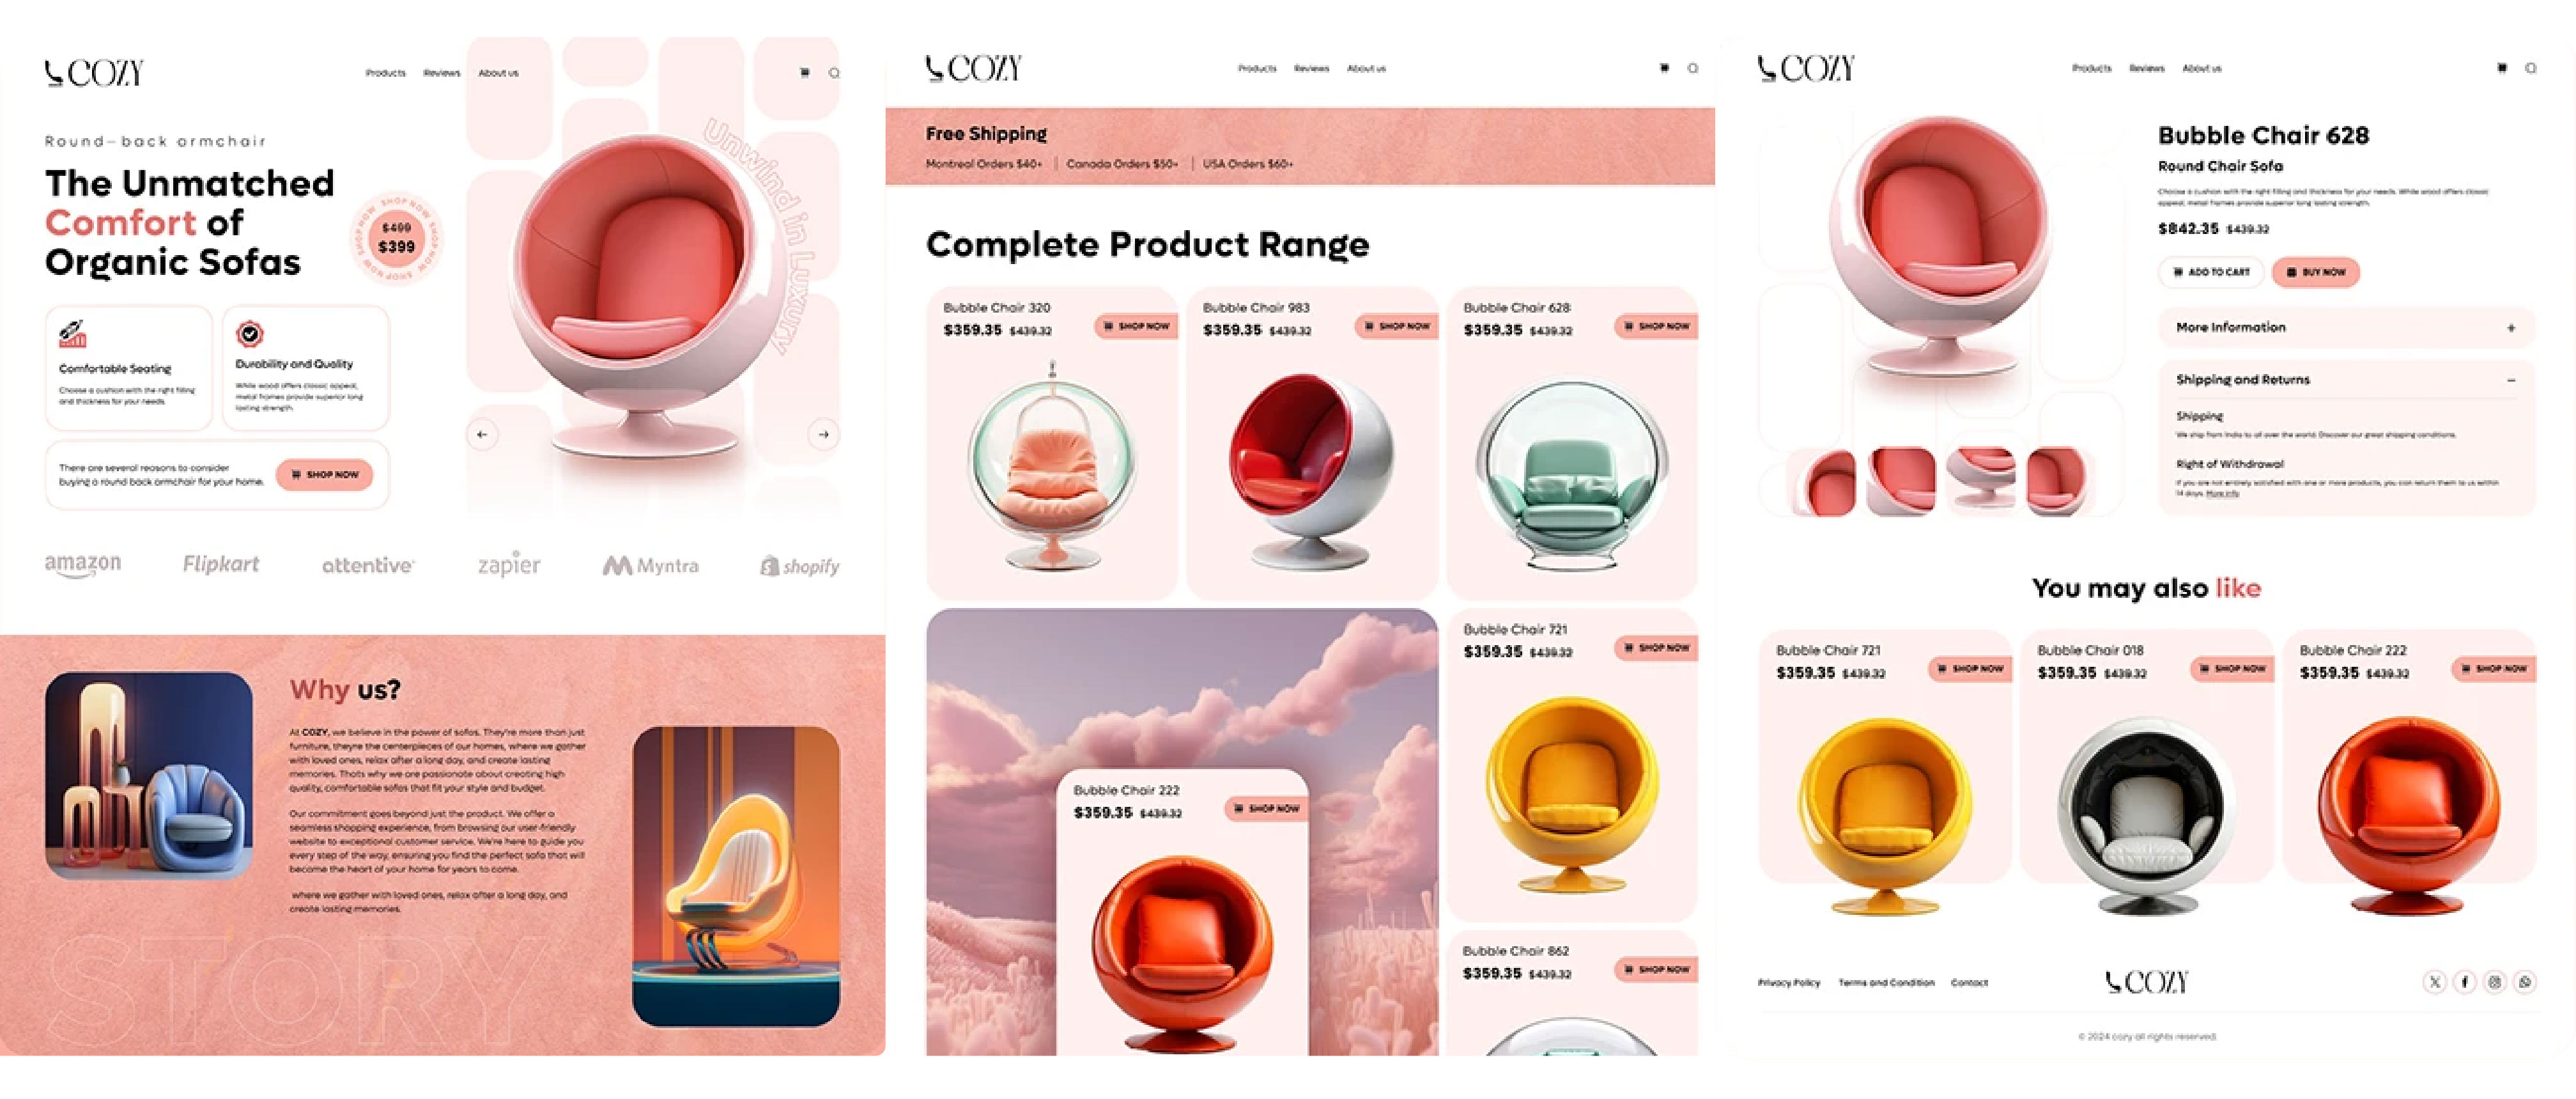 COZY
Products Reviews About us
Round-back armchair
The Unmatched
Comfort of
Organic Sofas
SHOP NOW SHOP NOW SHOP NOW SHOP NOW
$499
$399
Unwind in Luxury
Comfortable Seating
Choose a cushion with the right filling
and thickness for your needs.
Durability and Quality
While wood offers classic appeal,
metal frames provide superior long
lasting strength.
There are several reasons to consider
buying a round back armchair for your home.
SHOP NOW
amazon Flipkart attentive zapier Myntra shopify
Why us?
At COZY, we believe in the power of sofas. They're more than just
furniture, theyre the centerpieces of our homes, where we gather
with loved ones, relax after a long day, and create lasting
memories. Thats why we are passionate about creating high
quality, comfortable sofas that fit your style and budget.
Our commitment goes beyond just the product. We offer a
seamless shopping experience, from browsing our user-friendly
website to exceptional customer service. We're here to guide you
every step of the way, ensuring you find the perfect sofa that will
become the heart of your home for years to come.
where we gather with loved ones, relax after a long day, and
create lasting memories.
STORY
COZY
Products Reviews About us
Free Shipping
Montreal Orders $40+ | Canada Orders $50+ | USA Orders $60+
Complete Product Range
Bubble Chair 320
$359.35 $439.32
SHOP NOW
Bubble Chair 983
$359.35 $439.32
SHOP NOW
Bubble Chair 628
$359.35 $439.32
SHOP NOW
Bubble Chair 721
$359.35 $439.32
SHOP NOW
Bubble Chair 222
$359.35 $439.32
SHOP NOW
Bubble Chair 862
$359.35 $439.32
SHOP NOW
COZY
Products Reviews About us
Bubble Chair 628
Round Chair Sofa
Choose a cushion with the right filling and thickness for your needs. While wood offers classic
appeal, metal frames provide superior long lasting strength.
$842.35 $439.32
ADD TO CART
BUY NOW
More Information +
Shipping and Returns −
Shipping
We ship from India to all over the world. Discover our great shipping conditions.
Right of Withdrawal
If you are not entirely satisfied with one or more products, you can return them to us within
14 days. More info
You may also like
Bubble Chair 721
$359.35 $439.32
SHOP NOW
Bubble Chair 018
$359.35 $439.32
SHOP NOW
Bubble Chair 222
$359.35 $439.32
SHOP NOW
Privacy Policy Terms and Condition Contact
COZY
© 2024 cozy all rights reserved.